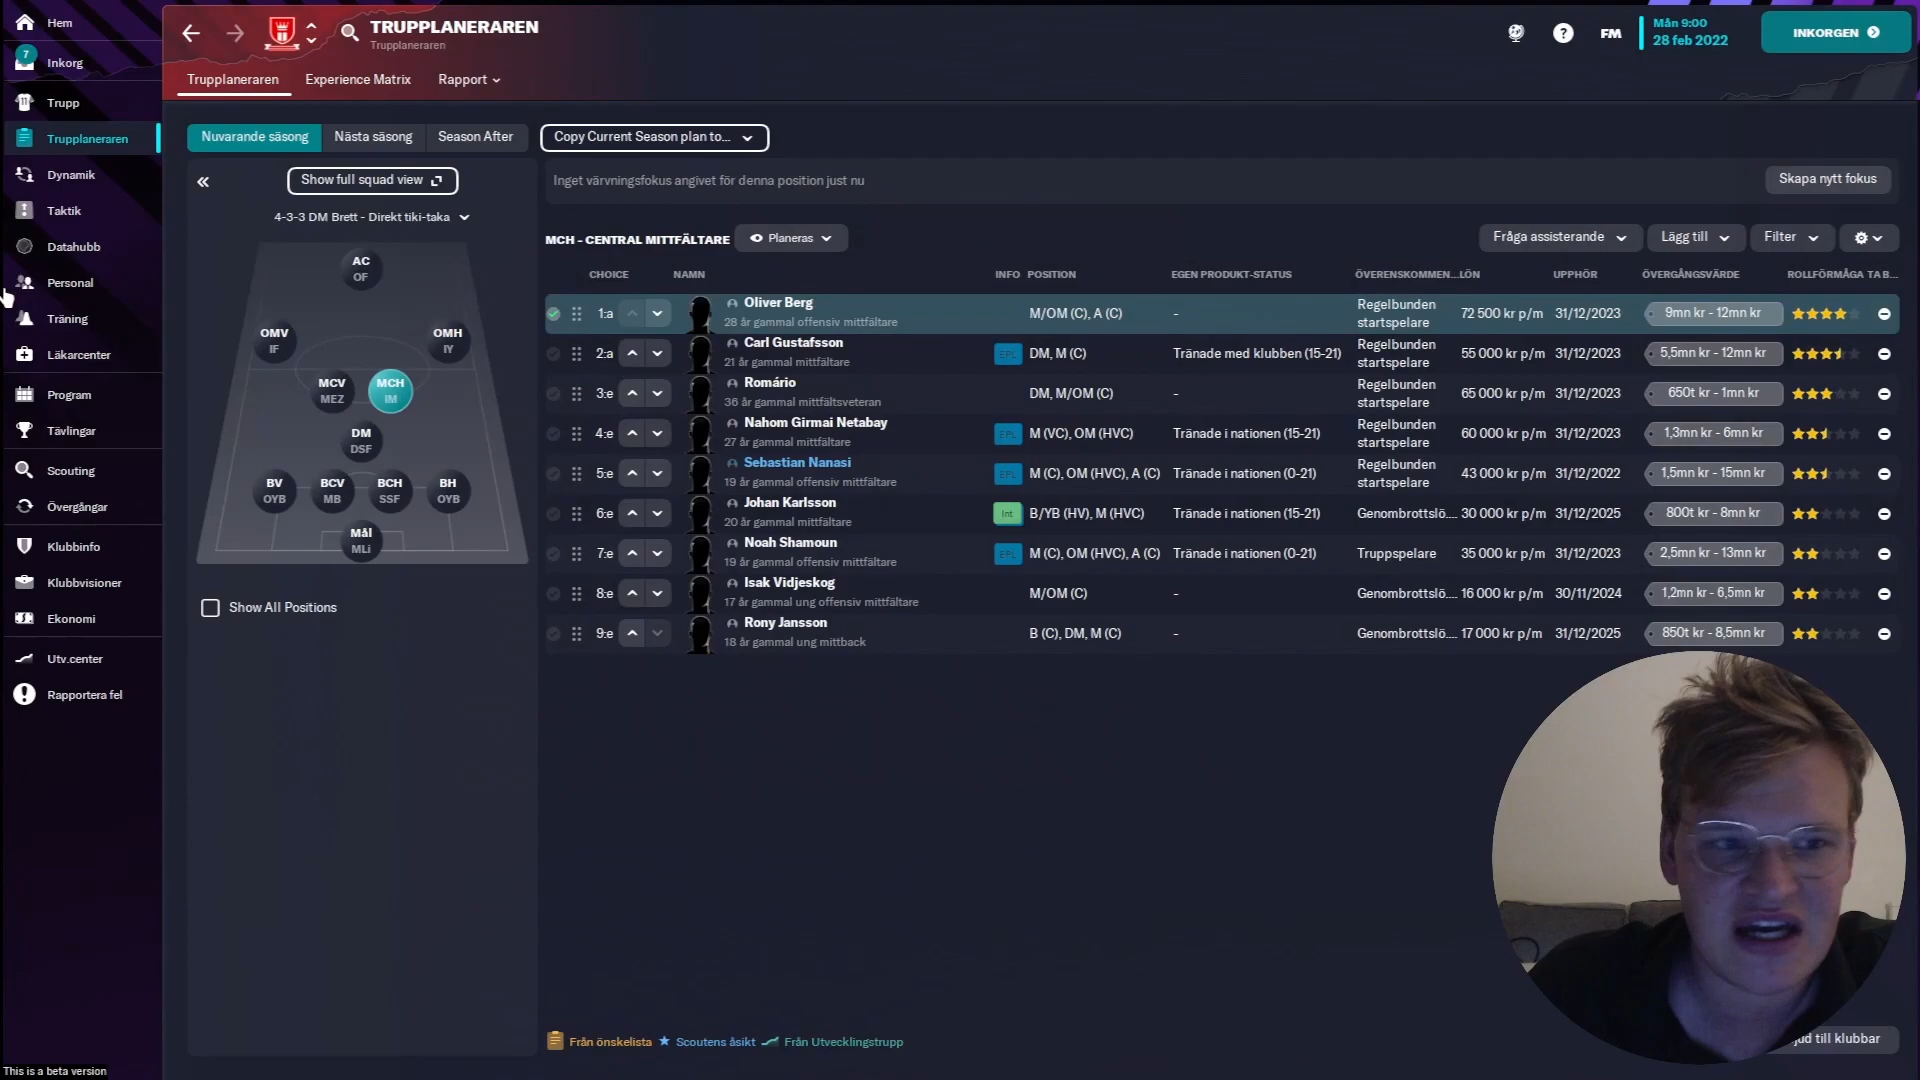 Hem
7
Inkorg
Trupp
Trupplaneraren
Dynamik
Taktik
Datahubb
Personal
Träning
Läkarcenter
Program
Tävlingar
Scouting
Övergångar
Klubbinfo
Klubbvisioner
Ekonomi
Utv.center
Rapportera fel
This is a beta version
TRUPPLANERAREN
Trupplaneraren
FM
Mån 9:00
28 feb 2022
INKORGEN
Trupplaneraren Experience Matrix Rapport
Nuvarande säsong Nästa säsong Season After Copy Current Season plan to...
Show full squad view
4-3-3 DM Brett - Direkt tiki-taka
AC
OF
OMV
IF
OMH
IY
MCV
MEZ
MCH
IM
DM
DSF
BV
OYB
BCV
MB
BCH
SSF
BH
OYB
Mål
MLi
Show All Positions
Inget värvningsfokus angivet för denna position just nu
Skapa nytt fokus
MCH - CENTRAL MITTFÄLTARE Planeras Fråga assisterande Lägg till Filter
CHOICE NAMN INFO POSITION EGEN PRODUKT-STATUS ÖVERENSKOMMEN... LÖN UPPHÖR ÖVERGÅNGSVÄRDE ROLLFÖRMÅGA TA B...
1:a Oliver Berg 28 år gammal offensiv mittfältare M/OM (C), A (C) - Regelbunden startspelare 72 500 kr p/m 31/12/2023 9mn kr - 12mn kr
2:a Carl Gustafsson 21 år gammal mittfältare EPL DM, M (C) Tränade med klubben (15-21) Regelbunden startspelare 55 000 kr p/m 31/12/2023 5,5mn kr - 12mn kr
3:e Romário 36 år gammal mittfältsveteran DM, M/OM (C) - Regelbunden startspelare 65 000 kr p/m 31/12/2023 650t kr - 1mn kr
4:e Nahom Girmai Netabay 27 år gammal mittfältare EPL M (VC), OM (HVC) Tränade i nationen (15-21) Regelbunden startspelare 60 000 kr p/m 31/12/2023 1,3mn kr - 6mn kr
5:e Sebastian Nanasi 19 år gammal offensiv mittfältare EPL M (C), OM (HVC), A (C) Tränade i nationen (0-21) Regelbunden startspelare 43 000 kr p/m 31/12/2022 1,5mn kr - 15mn kr
6:e Johan Karlsson 20 år gammal mittfältare Int B/YB (HV), M (HVC) Tränade i nationen (15-21) Genombrottslö.... 30 000 kr p/m 31/12/2025 800t kr - 8mn kr
7:e Noah Shamoun 19 år gammal offensiv mittfältare EPL M (C), OM (HVC), A (C) Tränade i nationen (0-21) Truppspelare 35 000 kr p/m 31/12/2023 2,5mn kr - 13mn kr
8:e Isak Vidjeskog 17 år gammal ung offensiv mittfältare M/OM (C) - Genombrottslö.... 16 000 kr p/m 30/11/2024 1,2mn kr - 6,5mn kr
9:e Rony Jansson 18 år gammal ung mittback B (C), DM, M (C) - Genombrottslö.... 17 000 kr p/m 31/12/2025 850t kr - 8,5mn kr
Från önskelista Scoutens åsikt Från Utvecklingstrupp
jud till klubbar